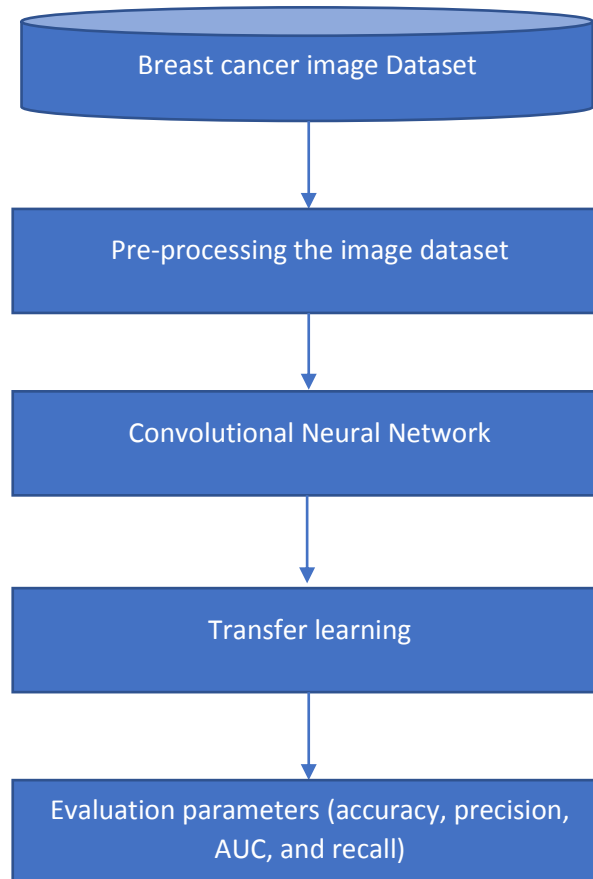 Breast cancer image Dataset
Pre-processing the image dataset
Convolutional Neural Network
Transfer learning
Evaluation parameters (accuracy, precision,
AUC, and recall)